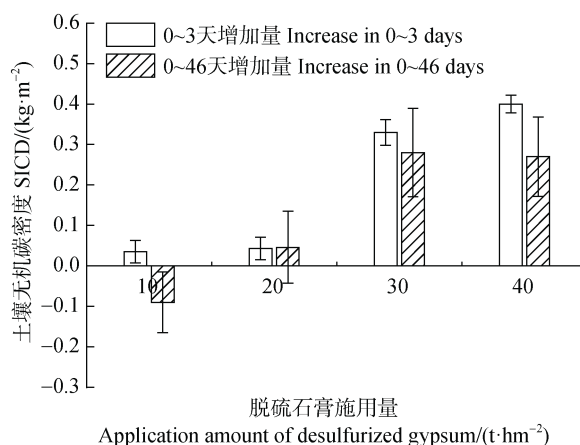 0~3天增加量 Increase in 0~3 days
0~46天增加量 Increase in 0~46 days
土壤无机碳密度 SICD/(kg·m⁻²)
0.6
0.5
0.4
0.3
0.2
0.1
0.0
−0.1
−0.2
−0.3
10
20
30
40
脱硫石膏施用量
Application amount of desulfurized gypsum/(t·hm⁻²)